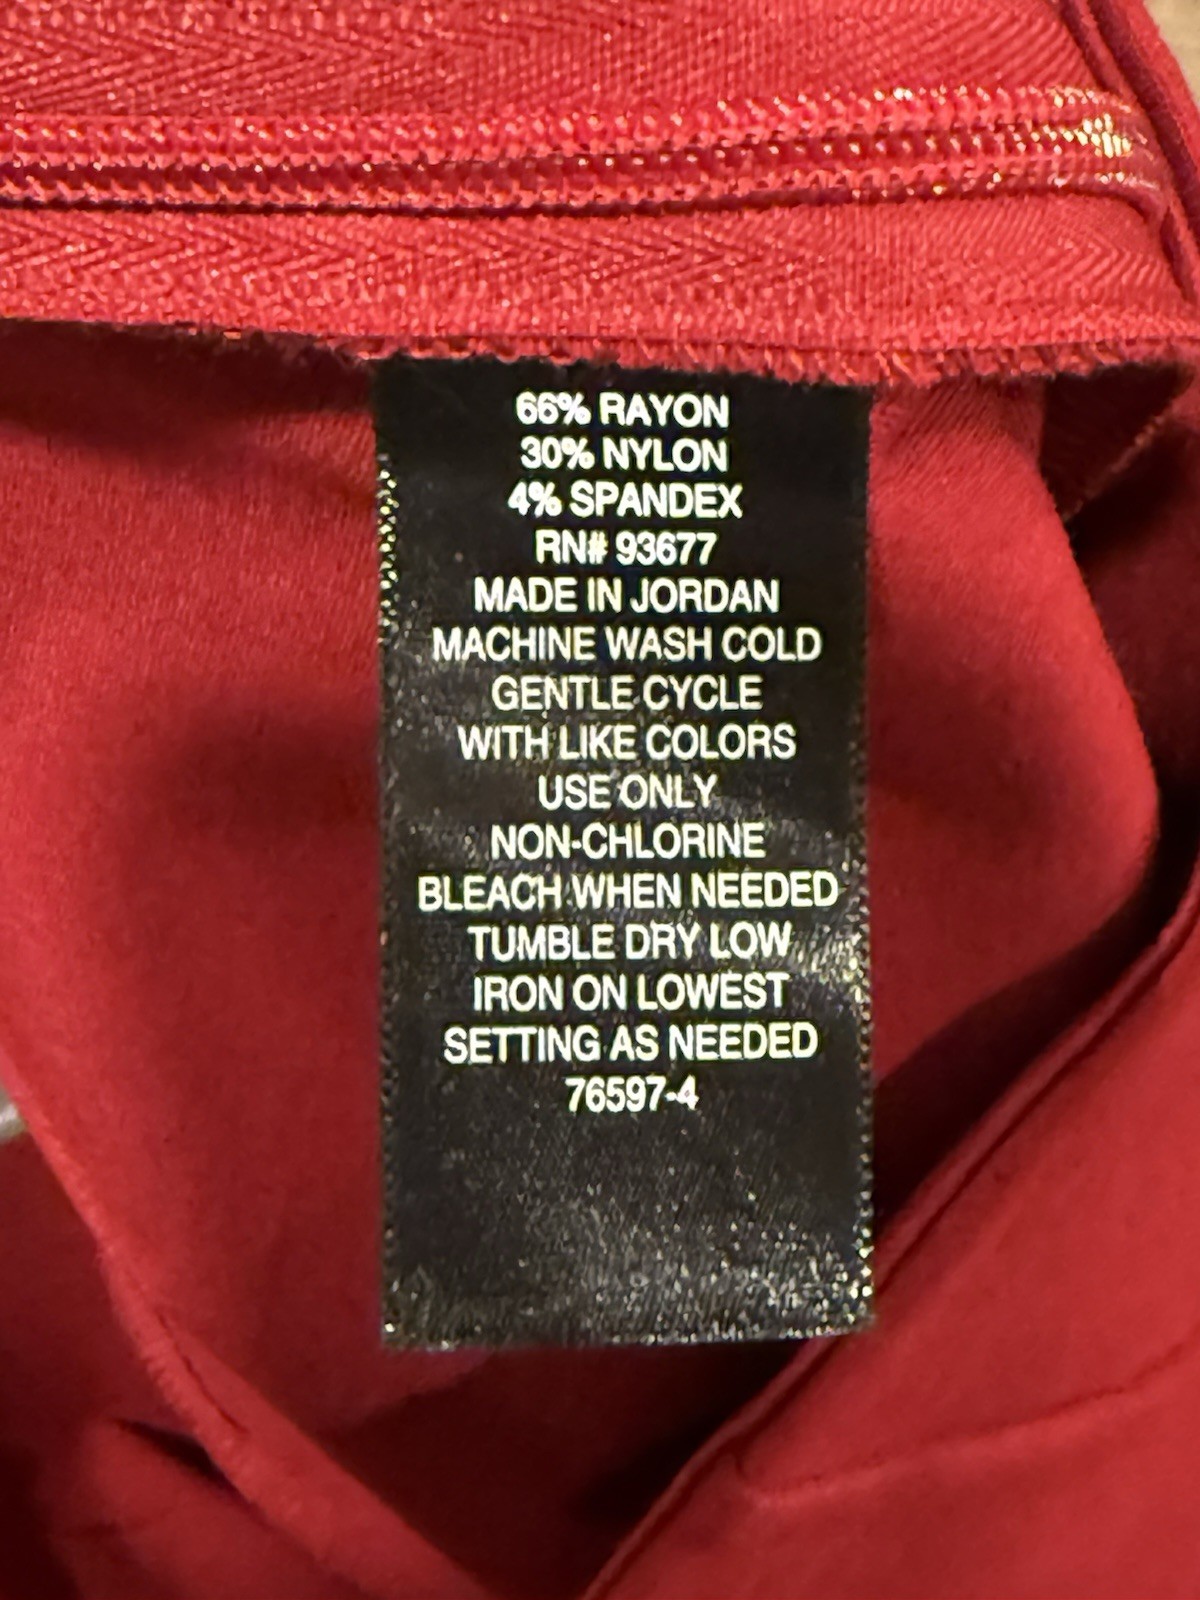 66% RAYON
30% NYLON
4% SPANDEX
RN# 93677
MADE IN JORDAN
MACHINE WASH COLD
GENTLE CYCLE
WITH LIKE COLORS
USE ONLY
NON-CHLORINE
BLEACH WHEN NEEDED
TUMBLE DRY LOW
IRON ON LOWEST
SETTING AS NEEDED
76597-4